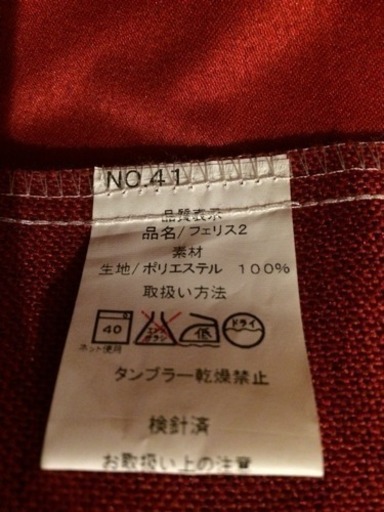 NO.41
品質表示
品名/フェリス2
素材
生地/ポリエステル 100%
取扱い方法
40 エンソ サラシ 低 ドライ
ネット使用
タンブラー乾燥禁止
検針済
お取扱い上の注意